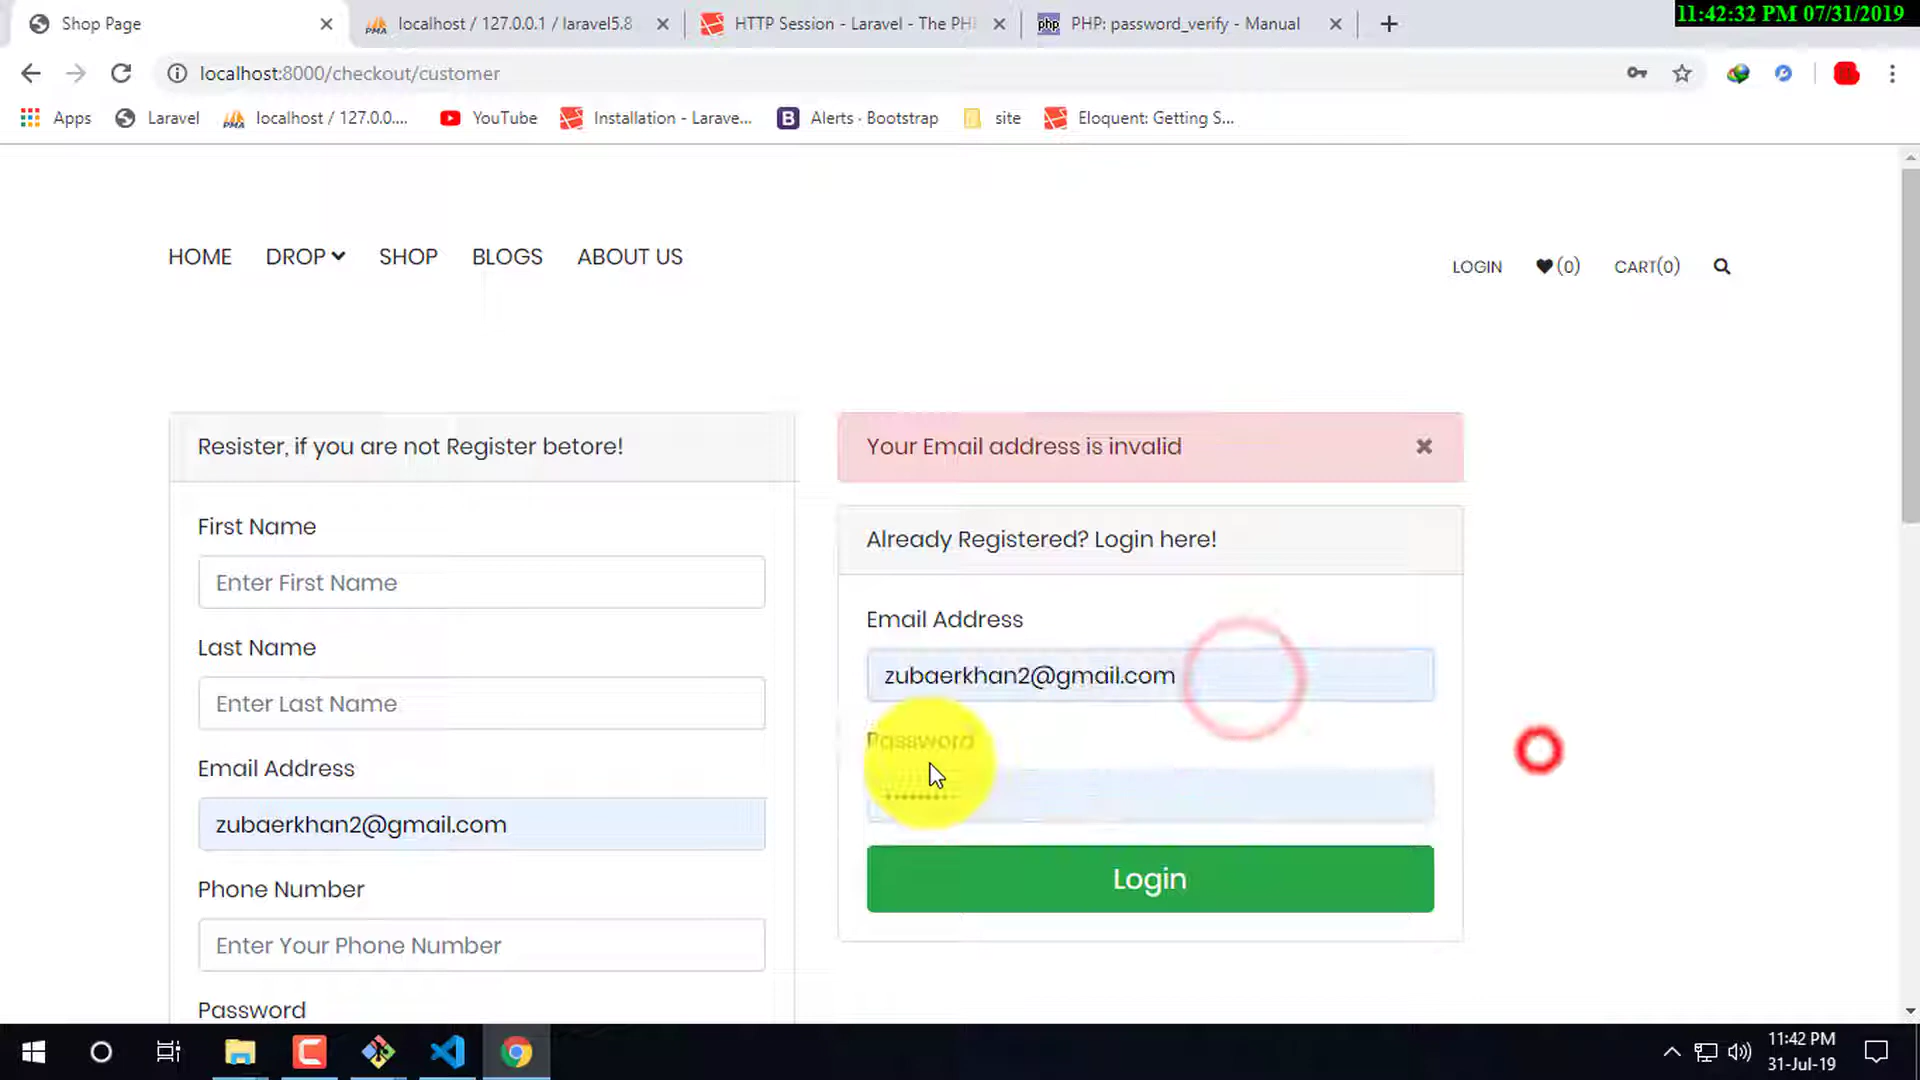 11:42:32 PM 07/31/2019
Shop Page
localhost / 127.0.0.1 / laravel5.8
HTTP Session - Laravel - The PH
php PHP: password_verify - Manual
localhost:8000/checkout/customer
Apps
Laravel
PMA localhost / 127.0.0....
YouTube
Installation - Larave...
B Alerts · Bootstrap
site
Eloquent: Getting S...
HOME
DROP
SHOP
BLOGS
ABOUT US
LOGIN
(0)
CART(0)
Resister, if you are not Register betore!
First Name
Enter First Name
Last Name
Enter Last Name
Email Address
zubaerkhan2@gmail.com
Phone Number
Enter Your Phone Number
Password
Your Email address is invalid
Already Registered? Login here!
Email Address
zubaerkhan2@gmail.com
Password
Login
11:42 PM
31-Jul-19